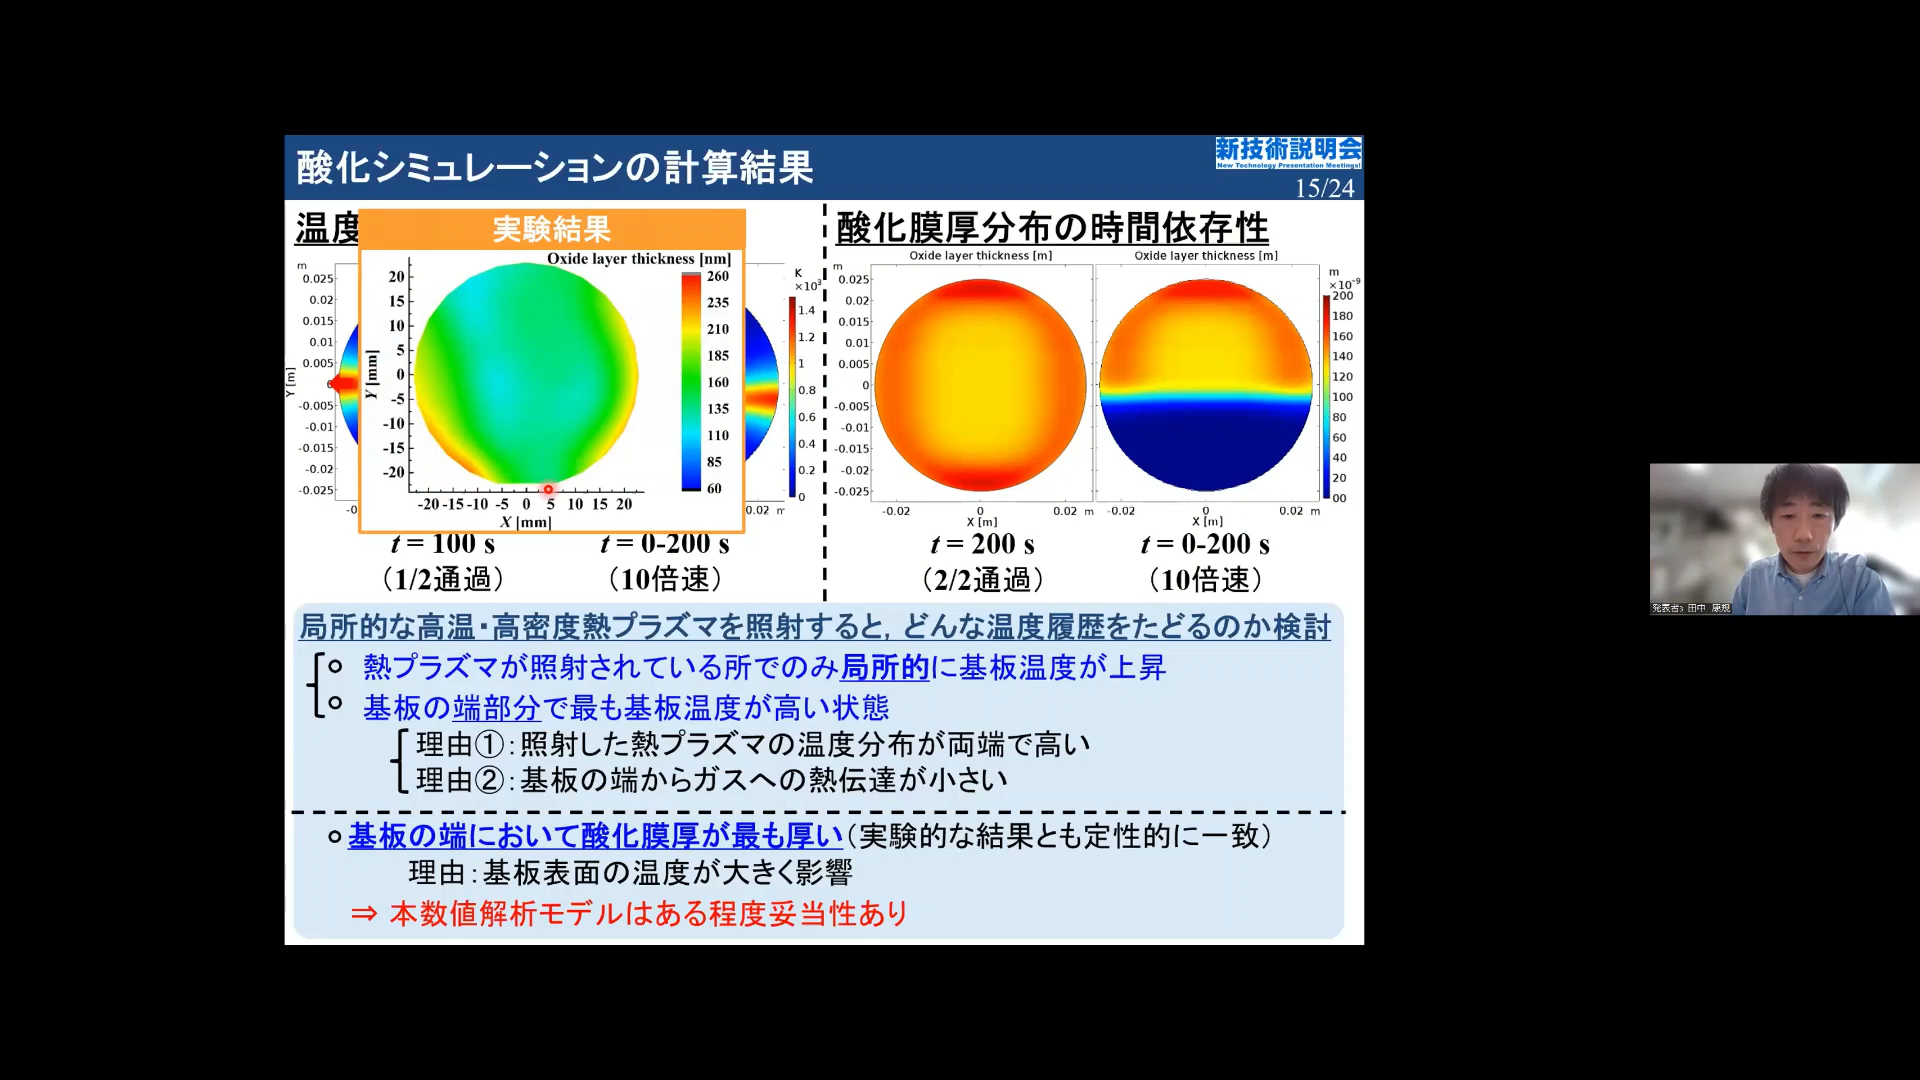 酸化シミュレーションの計算結果
新技術説明会
New Technology Presentation Meetings!
15/24
温度
実験結果
Oxide layer thickness [nm]
20
15
10
5
0
-5
-10
-15
-20
Y [mm]
-20 -15 -10 -5 0 5 10 15 20
X [mm]
260
235
210
185
160
135
110
85
60
m
0.025
0.02
0.015
0.01
0.005
-0.005
-0.01
-0.015
-0.02
-0.025
Y [m]
K
×10³
1.4
1.2
1
0.8
0.6
0.4
0.2
0
0.02 m
t = 100 s
(1/2通過)
t = 0-200 s
(10倍速)
酸化膜厚分布の時間依存性
Oxide layer thickness [m]
m
0.025
0.02
0.015
0.01
0.005
0
-0.005
-0.01
-0.015
-0.02
-0.025
-0.02 0 0.02 m
X [m]
Oxide layer thickness [m]
-0.02 0 0.02 m
X [m]
m
×10⁻⁹
200
180
160
140
120
100
80
60
40
20
00
t = 200 s
(2/2通過)
t = 0-200 s
(10倍速)
局所的な高温・高密度熱プラズマを照射すると, どんな温度履歴をたどるのか検討
熱プラズマが照射されている所でのみ局所的に基板温度が上昇
基板の端部分で最も基板温度が高い状態
理由①:照射した熱プラズマの温度分布が両端で高い
理由②:基板の端からガスへの熱伝達が小さい
基板の端において酸化膜厚が最も厚い(実験的な結果とも定性的に一致)
理由:基板表面の温度が大きく影響
⇒ 本数値解析モデルはある程度妥当性あり
発表者3 田中 康規